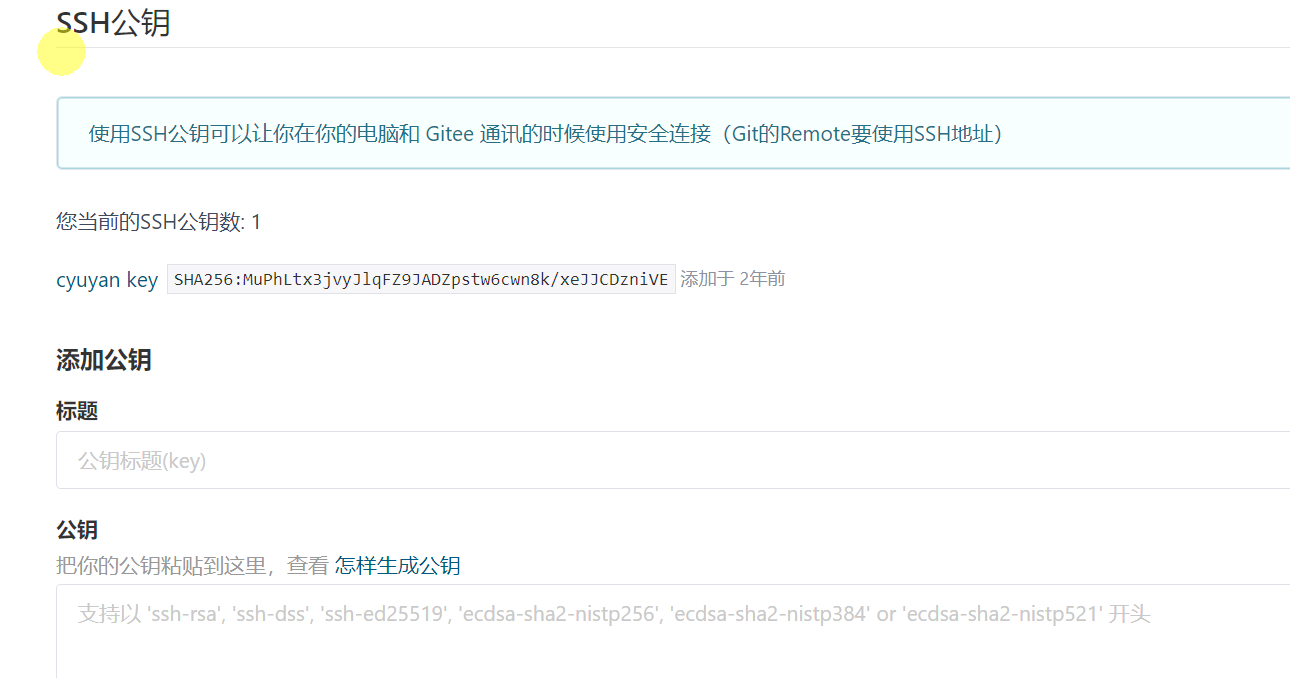 SSH公钥
使用SSH公钥可以让你在你的电脑和 Gitee 通讯的时候使用安全连接（Git的Remote要使用SSH地址）
您当前的SSH公钥数: 1
cyuyan key SHA256:MuPhLtx3jvyJlqFZ9JADZpstw6cwn8k/xeJJCDzniVE 添加于 2年前
添加公钥
标题
公钥标题(key)
公钥
把你的公钥粘贴到这里，查看 怎样生成公钥
支持以 'ssh-rsa', 'ssh-dss', 'ssh-ed25519', 'ecdsa-sha2-nistp256', 'ecdsa-sha2-nistp384' or 'ecdsa-sha2-nistp521' 开头